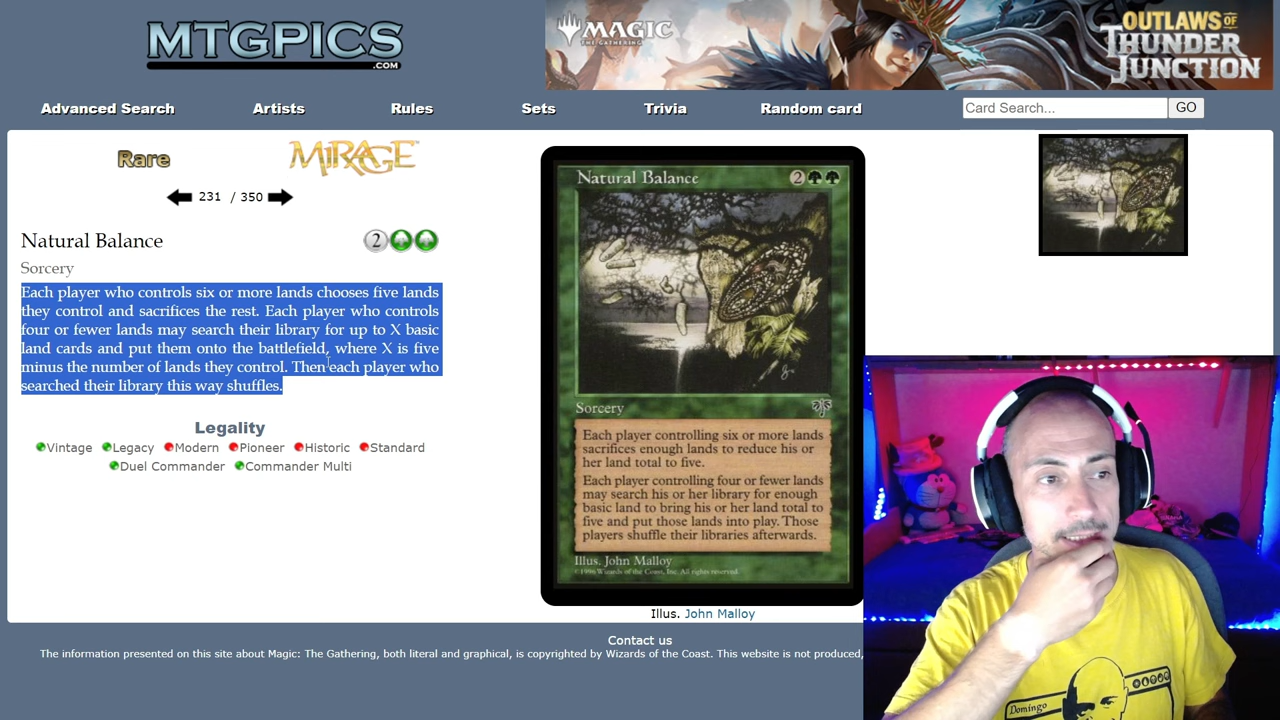 MTGPICS
.COM
MAGIC
THE GATHERING
OUTLAWS OF
THUNDER
JUNCTION
Advanced Search
Artists
Rules
Sets
Trivia
Random card
Card Search...
GO
Rare
MIRAGE
231 / 350
Natural Balance
2
Sorcery
Each player who controls six or more lands chooses five lands
they control and sacrifices the rest. Each player who controls
four or fewer lands may search their library for up to X basic
land cards and put them onto the battlefield, where X is five
minus the number of lands they control. Then each player who
searched their library this way shuffles.
Legality
Vintage Legacy Modern Pioneer Historic Standard
Duel Commander Commander Multi
Natural Balance 2
Sorcery
Each player controlling six or more lands
sacrifices enough lands to reduce his or
her land total to five.
Each player controlling four or fewer lands
may search his or her library for enough
basic land to bring his or her land total to
five and put those lands into play. Those
players shuffle their libraries afterwards.
Illus. John Malloy
©1996 Wizards of the Coast, Inc. All rights reserved.
Illus. John Malloy
Contact us
The information presented on this site about Magic: The Gathering, both literal and graphical, is copyrighted by Wizards of the Coast. This website is not produced,
Domingo